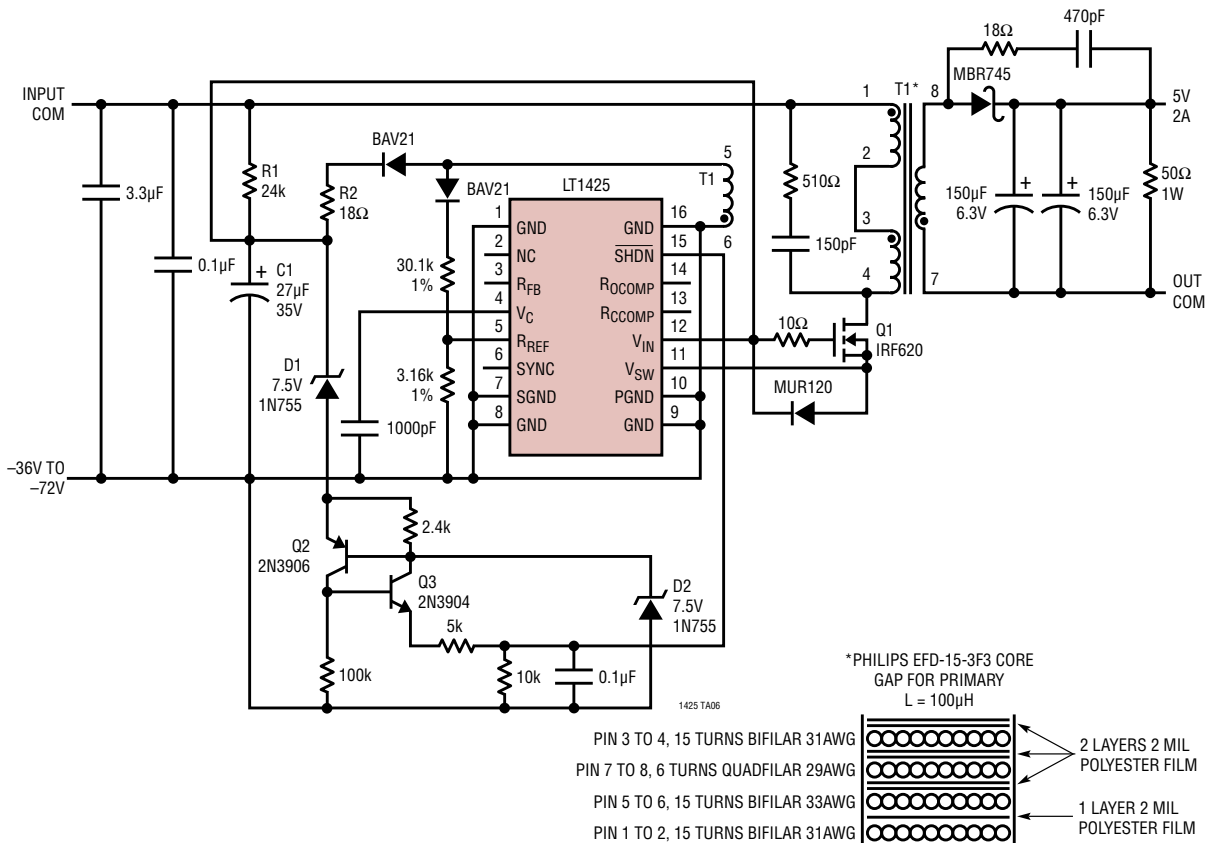 470pF
18Ω
MBR745
INPUT
COM
1
T1*
8
5V
2A
BAV21
R1
24k
R2
18Ω
BAV21
5
T1
6
2
510Ω
3
150pF
4
150µF
6.3V
+
+
150µF
6.3V
50Ω
1W
7
OUT
COM
3.3µF
0.1µF
+
C1
27µF
35V
30.1k
1%
3.16k
1%
LT1425
1 GND
2 NC
3 RFB
4 VC
5 RREF
6 SYNC
7 SGND
8 GND
16 GND
15 SHDN
14 ROCOMP
13 RCCOMP
12 VIN
11 VSW
10 PGND
9 GND
10Ω
Q1
IRF620
MUR120
D1
7.5V
1N755
1000pF
–36V TO
–72V
2.4k
Q2
2N3906
Q3
2N3904
D2
7.5V
1N755
5k
100k
10k
0.1µF
1425 TA06
*PHILIPS EFD-15-3F3 CORE
GAP FOR PRIMARY
L = 100µH
PIN 3 TO 4, 15 TURNS BIFILAR 31AWG
PIN 7 TO 8, 6 TURNS QUADFILAR 29AWG
PIN 5 TO 6, 15 TURNS BIFILAR 33AWG
PIN 1 TO 2, 15 TURNS BIFILAR 31AWG
2 LAYERS 2 MIL
POLYESTER FILM
1 LAYER 2 MIL
POLYESTER FILM